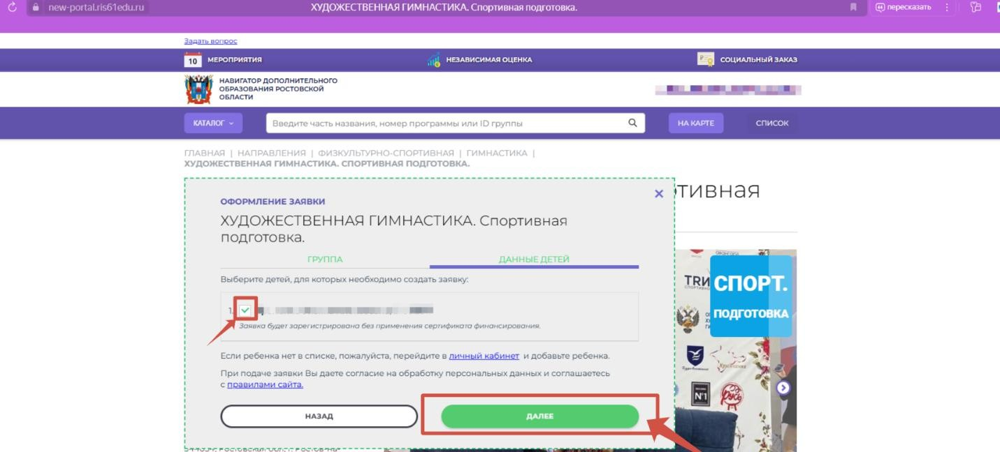 new-portal.ris61edu.ru
ХУДОЖЕСТВЕННАЯ ГИМНАСТИКА. Спортивная подготовка.
пересказать
Задать вопрос
10 МЕРОПРИЯТИЯ
НЕЗАВИСИМАЯ ОЦЕНКА
СОЦИАЛЬНЫЙ ЗАКАЗ
НАВИГАТОР ДОПОЛНИТЕЛЬНОГО
ОБРАЗОВАНИЯ РОСТОВСКОЙ
ОБЛАСТИ
КАТАЛОГ
Введите часть названия, номер программы или ID группы
НА КАРТЕ
СПИСОК
ГЛАВНАЯ | НАПРАВЛЕНИЯ | ФИЗКУЛЬТУРНО-СПОРТИВНАЯ | ГИМНАСТИКА |
ХУДОЖЕСТВЕННАЯ ГИМНАСТИКА. СПОРТИВНАЯ ПОДГОТОВКА.
ртивная
ОФОРМЛЕНИЕ ЗАЯВКИ
ХУДОЖЕСТВЕННАЯ ГИМНАСТИКА. Спортивная
подготовка.
ГРУППА
ДАННЫЕ ДЕТЕЙ
Выберите детей, для которых необходимо создать заявку:
1.
Заявка будет зарегистрирована без применения сертификата финансирования.
Если ребенка нет в списке, пожалуйста, перейдите в личный кабинет и добавьте ребенка.
При подаче заявки Вы даете согласие на обработку персональных данных и соглашаетесь
с правилами сайта.
НАЗАД
ДАЛЕЕ
СПОРТ.
ПОДГОТОВКА
№1
Русь